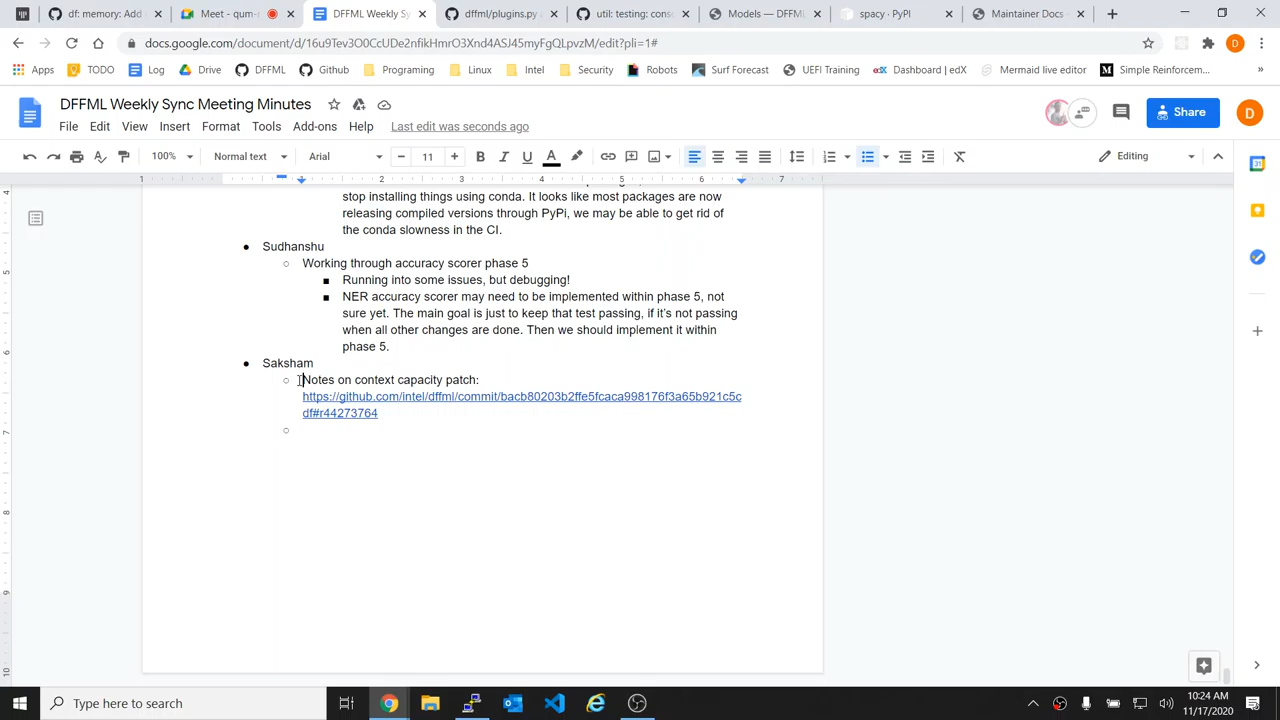 df: memory: Add
Meet - qum-e
DFFML Weekly Sy
dffml/plugins.py a
util: testing: cons
Models — DFFML
spacy · PyPI
Maintainer Docs -
docs.google.com/document/d/16u9Tev3O0CcUDe2nfikHmrO3Xnd4ASJ45myFgQLpvzM/edit?pli=1#
D
Apps
TODO
Log
Drive
DFFML
Github
Programing
Linux
Intel
Security
Robots
Surf Forecast
UEFI Training
Dashboard | edX
Mermaid live editor
Simple Reinforcem...
DFFML Weekly Sync Meeting Minutes
File Edit View Insert Format Tools Add-ons Help Last edit was seconds ago
Share
D
100%
Normal text
Arial
11
Editing
1 1 2 3 4 5 6 7
stop installing things using conda. It looks like most packages are now
releasing compiled versions through PyPi, we may be able to get rid of
the conda slowness in the CI.
● Sudhanshu
○ Working through accuracy scorer phase 5
■ Running into some issues, but debugging!
■ NER accuracy scorer may need to be implemented within phase 5, not
sure yet. The main goal is just to keep that test passing, if it's not passing
when all other changes are done. Then we should implement it within
phase 5.
● Saksham
○ Notes on context capacity patch:
https://github.com/intel/dffml/commit/bacb80203b2ffe5fcaca998176f3a65b921c5c
df#r44273764
○
Type here to search
10:24 AM
11/17/2020